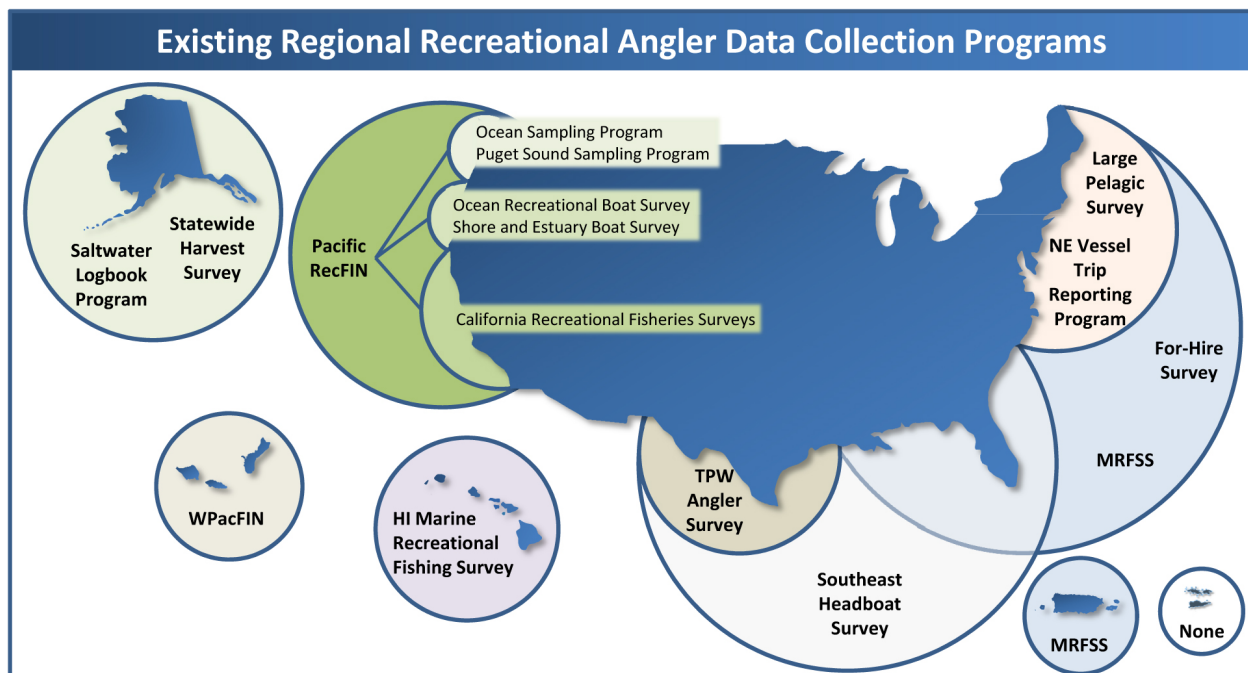 Existing Regional Recreational Angler Data Collection Programs
Saltwater
Logbook
Program
Statewide
Harvest
Survey
Pacific
RecFIN
Ocean Sampling Program
Puget Sound Sampling Program
Ocean Recreational Boat Survey
Shore and Estuary Boat Survey
California Recreational Fisheries Surveys
Large
Pelagic
Survey
NE Vessel
Trip
Reporting
Program
For-Hire
Survey
MRFSS
WPacFIN
HI Marine
Recreational
Fishing Survey
TPW
Angler
Survey
Southeast
Headboat
Survey
MRFSS
None